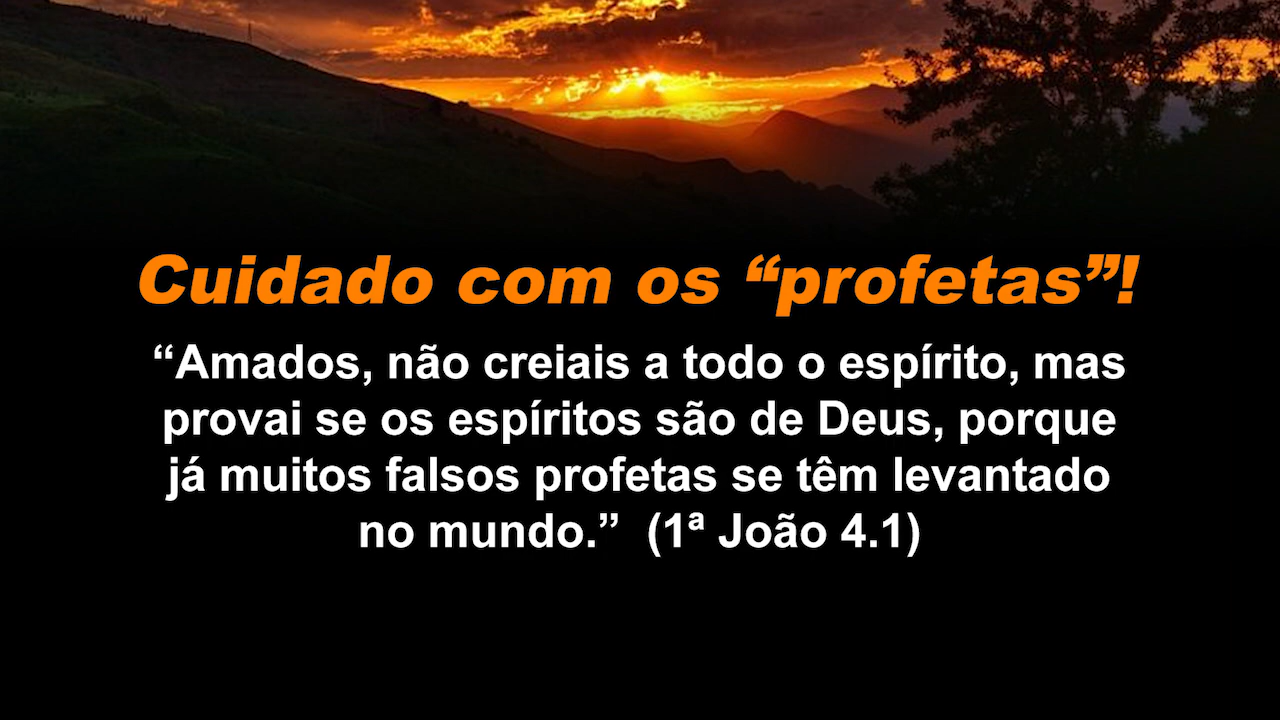 Cuidado com os “profetas”!
“Amados, não creiais a todo o espírito, mas
provai se os espíritos são de Deus, porque
já muitos falsos profetas se têm levantado
no mundo.”  (1ª João 4.1)